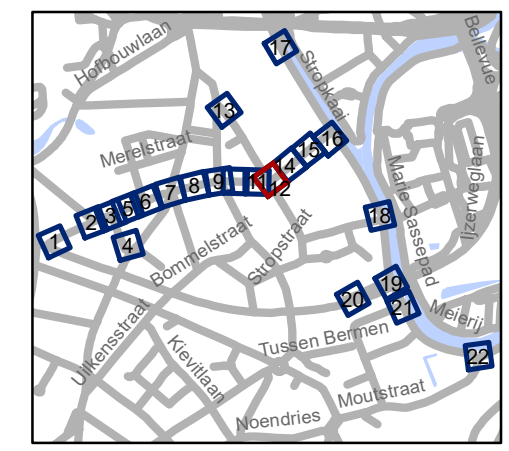 Hofbouwlaan
17
Stropkaai
Bellevue
13
Merelstraat
16
15
14
Ijzerweglaan
11
12
9
8
7
6
5
3
2
1
4
Marie Sassepad
18
Bommelstraat
Stropstraat
19
20
21
Meierij
Uilkensstraat
Tussen Bermen
Kievitlaan
22
Moutstraat
Noendries